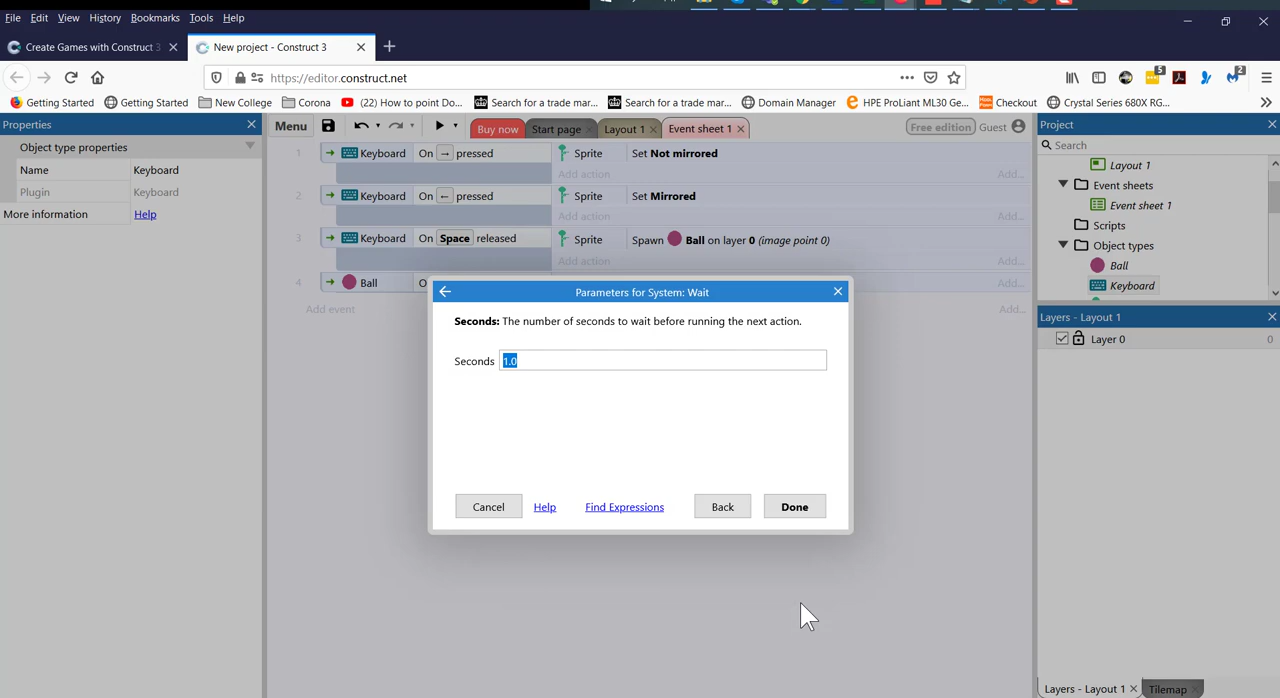 File Edit View History Bookmarks Tools Help
Create Games with Construct 3
New project - Construct 3
https://editor.construct.net
5
2
Getting Started
Getting Started
New College
Corona
(22) How to point Do...
Search for a trade mar...
Search for a trade mar...
Domain Manager
HPE ProLiant ML30 Ge...
Checkout
Crystal Series 680X RG...
Properties
Menu
Buy now
Start page
Layout 1
Event sheet 1
Free edition
Guest
Project
Object type properties
Name Keyboard
Plugin Keyboard
More information Help
1 Keyboard On → pressed Sprite Set Not mirrored
Add action Add...
2 Keyboard On ← pressed Sprite Set Mirrored
Add action Add...
3 Keyboard On Space released Sprite Spawn Ball on layer 0 (image point 0)
Add action Add...
4 Ball O Add...
Add event Add...
Parameters for System: Wait
Seconds: The number of seconds to wait before running the next action.
Seconds 1.0
Cancel Help Find Expressions Back Done
Search
Layout 1
Event sheets
Event sheet 1
Scripts
Object types
Ball
Keyboard
Layers - Layout 1
Layer 0 0
Layers - Layout 1
Tilemap